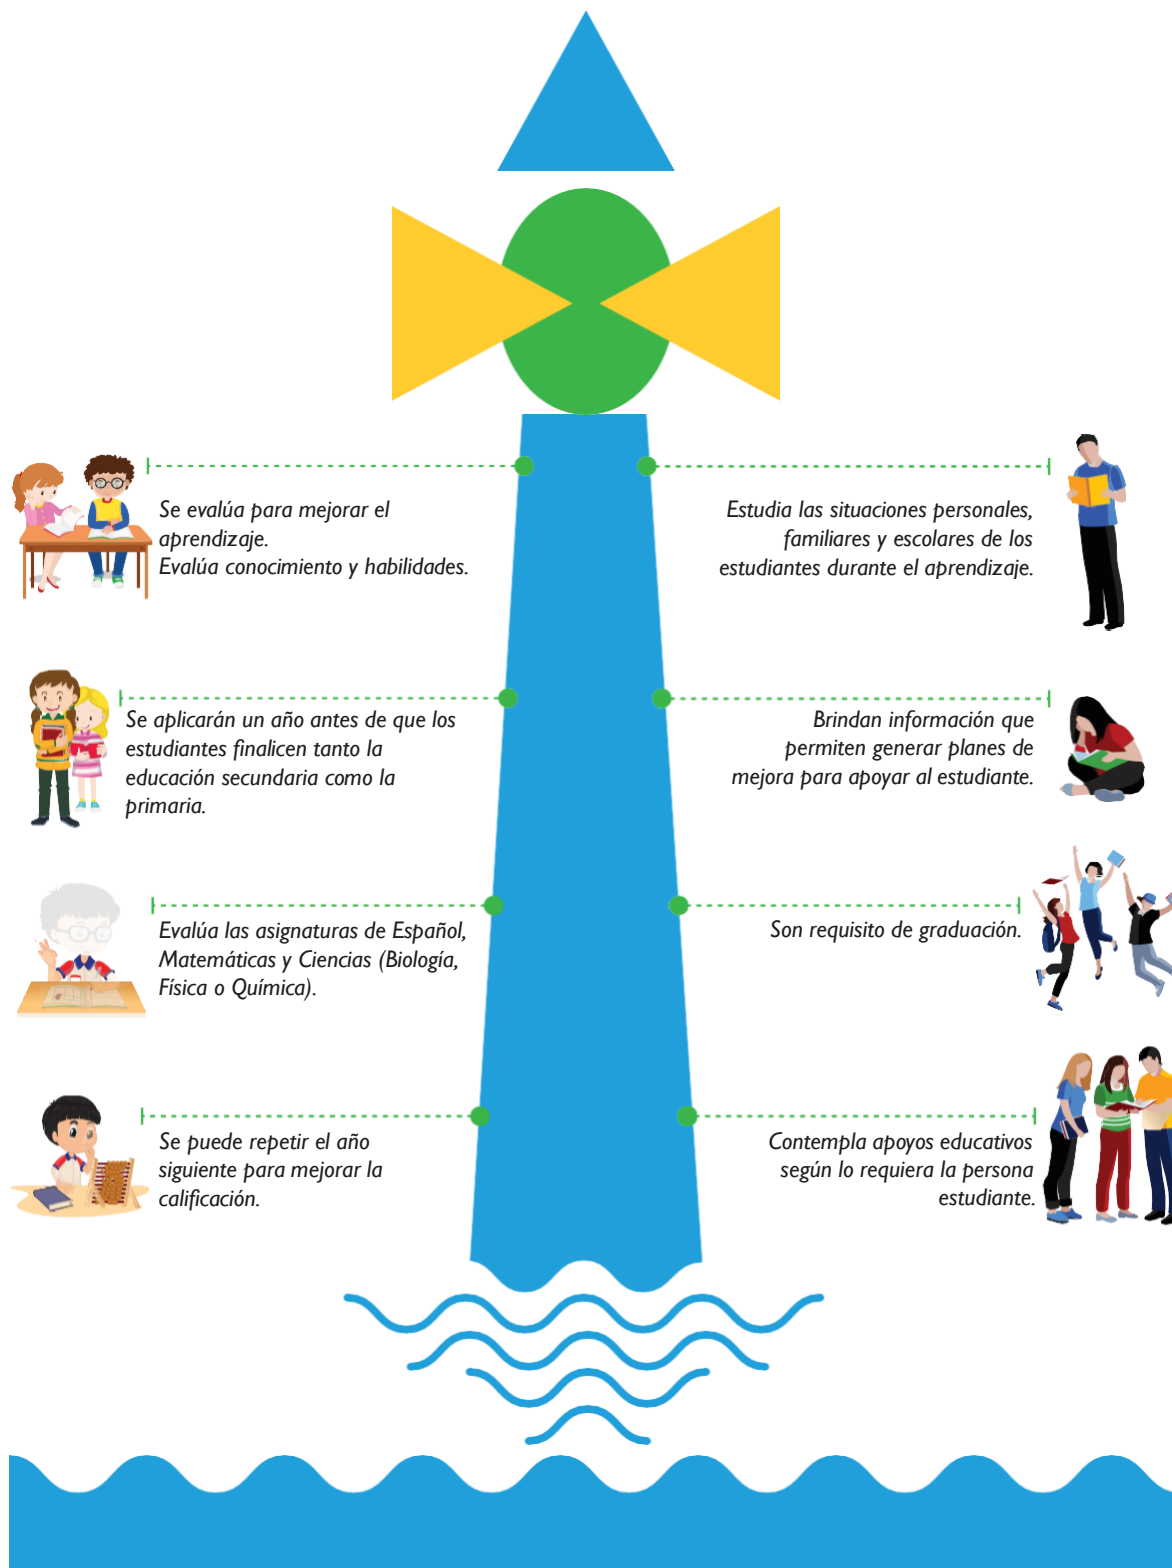 Se evalúa para mejorar el
aprendizaje.
Evalúa conocimiento y habilidades.
Estudia las situaciones personales,
familiares y escolares de los
estudiantes durante el aprendizaje.
Se aplicarán un año antes de que los
estudiantes finalicen tanto la
educación secundaria como la
primaria.
Brindan información que
permiten generar planes de
mejora para apoyar al estudiante.
Evalúa las asignaturas de Español,
Matemáticas y Ciencias (Biología,
Física o Química).
Son requisito de graduación.
Se puede repetir el año
siguiente para mejorar la
calificación.
Contempla apoyos educativos
según lo requiera la persona
estudiante.